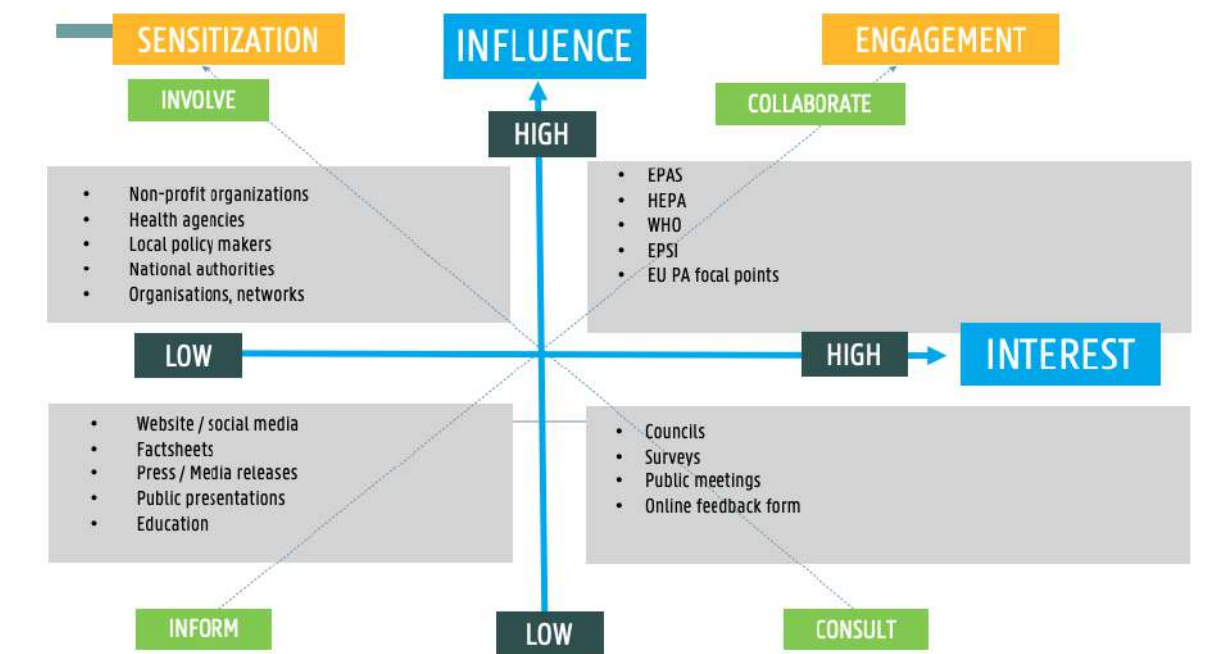 SENSITIZATION
INFLUENCE
ENGAGEMENT
INVOLVE
COLLABORATE
HIGH
• Non-profit organizations
• Health agencies
• Local policy makers
• National authorities
• Organisations, networks
• EPAS
• HEPA
• WHO
• EPSI
• EU PA focal points
LOW
HIGH
INTEREST
• Website / social media
• Factsheets
• Press / Media releases
• Public presentations
• Education
• Councils
• Surveys
• Public meetings
• Online feedback form
INFORM
LOW
CONSULT